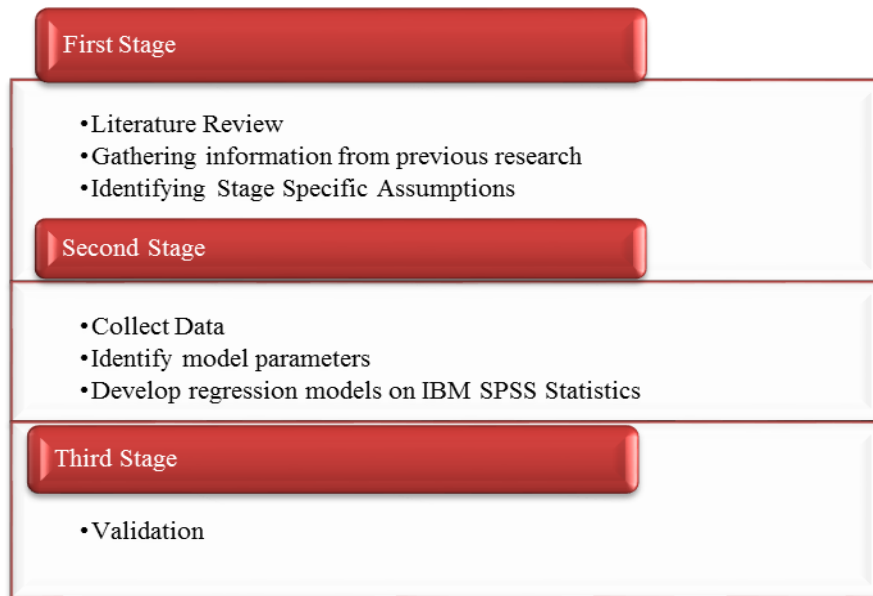 First Stage
•Literature Review
•Gathering information from previous research
•Identifying Stage Specific Assumptions
Second Stage
•Collect Data
•Identify model parameters
•Develop regression models on IBM SPSS Statistics
Third Stage
•Validation